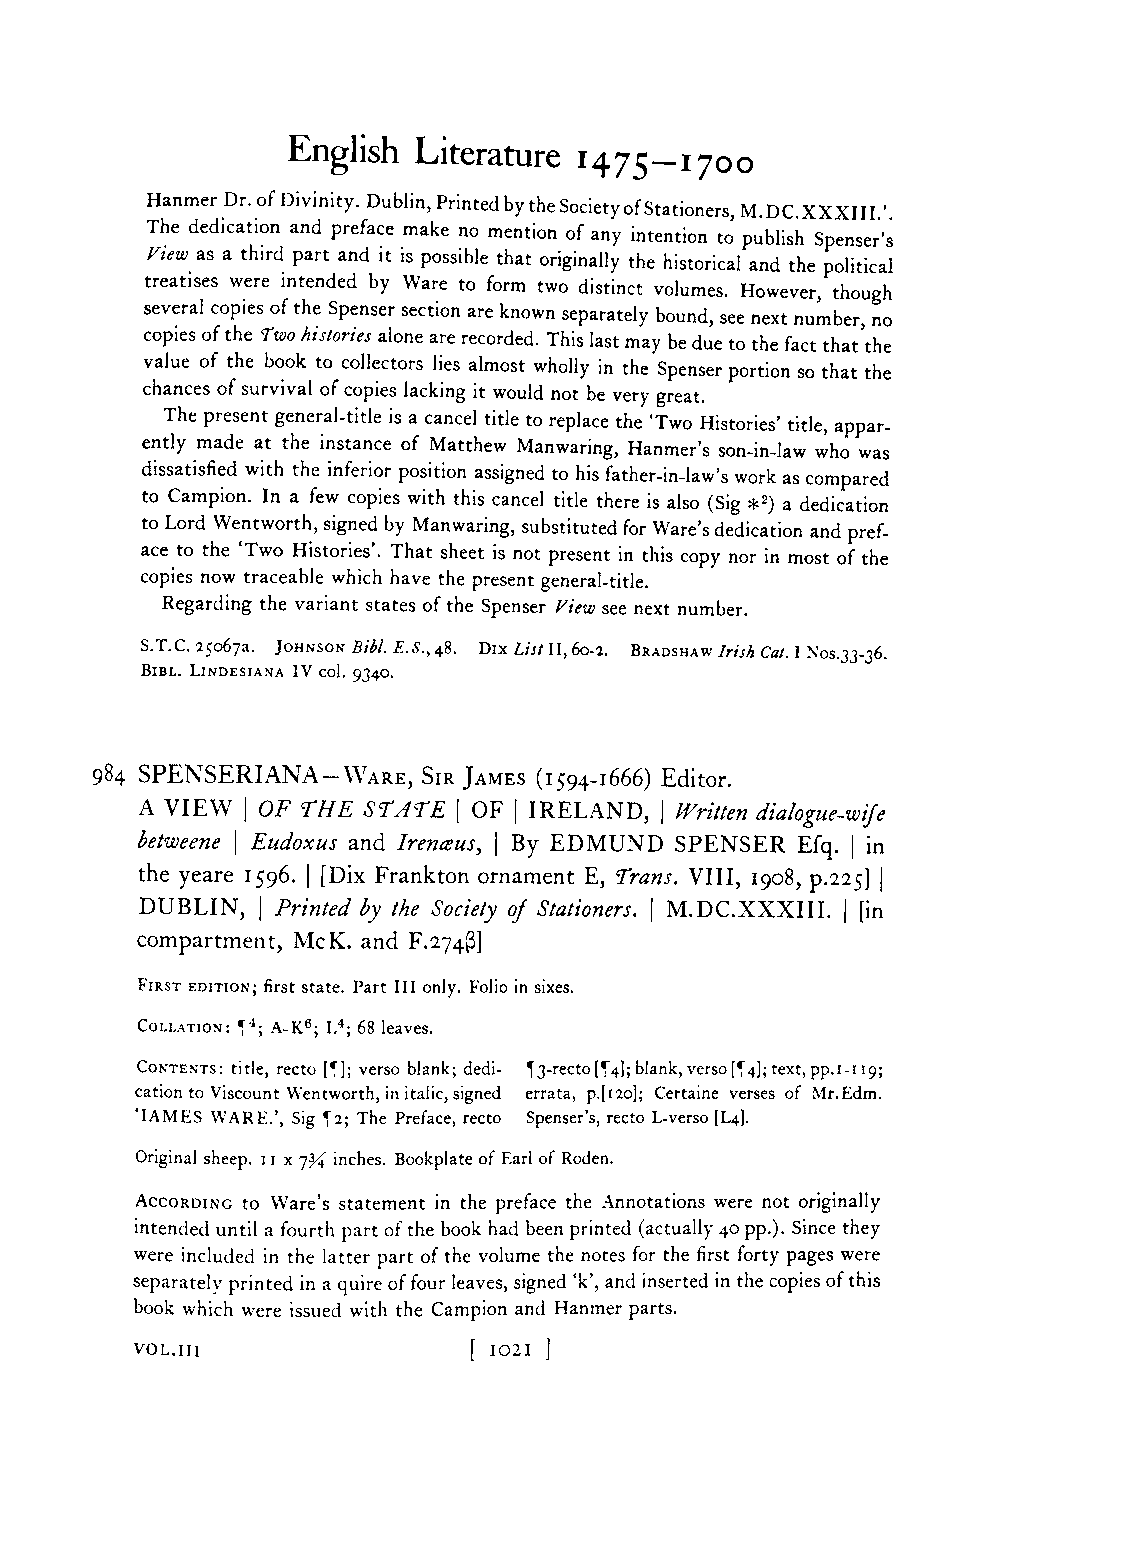 English Literature 1475—1700
Hanmer Dr. of Divinity. Dublin, Printed by the Society of Stationers, M.DC.XXXIII.'.
The dedication and preface make no mention of any intention to publish Spenser's
View as a third part and it is possible that originally the historical and the political
treatises were intended by Ware to form two distinct volumes. However, though
several copies of the Spenser section are known separately bound, see next number, no
copies of the Two histories alone are recorded. This last may be due to the fact that the
value of the book to collectors lies almost wholly in the Spenser portion so that the
chances of survival of copies lacking it would not be very great.
The present general-title is a cancel title to replace the 'Two Histories' title, appar-
ently made at the instance of Matthew Manwaring, Hanmer's son-in-law who was
dissatisfied with the inferior position assigned to his father-in-law's work as compared
to Campion. In a few copies with this cancel title there is also (Sig *²) a dedication
to Lord Wentworth, signed by Manwaring, substituted for Ware's dedication and pref-
ace to the 'Two Histories'. That sheet is not present in this copy nor in most of the
copies now traceable which have the present general-title.
Regarding the variant states of the Spenser View see next number.
S.T.C. 25067a. JOHNSON Bibl. E.S., 48. DIX List II, 60-2. BRADSHAW Irish Cat. I Nos.33-36.
BIBL. LINDESIANA IV col. 9340.
984 SPENSERIANA—WARE, SIR JAMES (1594-1666) Editor.
A VIEW | OF THE STATE | OF | IRELAND, | Written dialogue-wiſe
betweene | Eudoxus and Irenæus, | By EDMUND SPENSER Eſq. | in
the yeare 1596. | [Dix Frankton ornament E, Trans. VIII, 1908, p.225] |
DUBLIN, | Printed by the Society of Stationers. | M.DC.XXXIII. | [in
compartment, McK. and F.274β]
FIRST EDITION; first state. Part III only. Folio in sixes.
COLLATION: ¶⁴; A-K⁶; L⁴; 68 leaves.
CONTENTS: title, recto [¶]; verso blank; dedi-
cation to Viscount Wentworth, in italic, signed
'IAMES WARE.', Sig ¶2; The Preface, recto
¶3-recto [¶4]; blank, verso [¶4]; text, pp.1-119;
errata, p.[120]; Certaine verses of Mr.Edm.
Spenser's, recto L-verso [L4].
Original sheep. 11 x 7¾ inches. Bookplate of Earl of Roden.
ACCORDING to Ware's statement in the preface the Annotations were not originally
intended until a fourth part of the book had been printed (actually 40 pp.). Since they
were included in the latter part of the volume the notes for the first forty pages were
separately printed in a quire of four leaves, signed 'k', and inserted in the copies of this
book which were issued with the Campion and Hanmer parts.
VOL.III [ 1021 ]